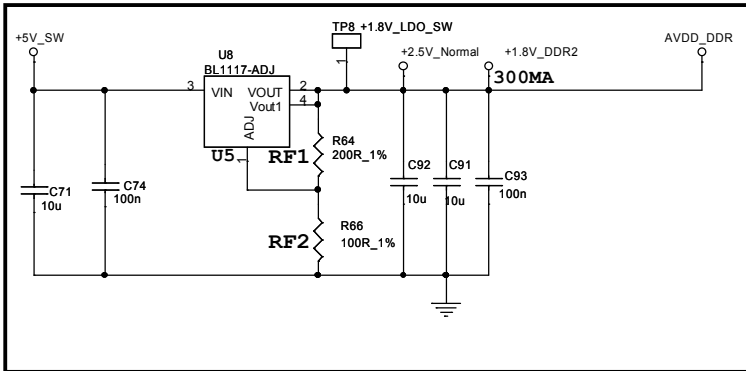 TP8 +1.8V_LDO_SW
+5V_SW
U8
BL1117-ADJ
+2.5V_Normal
+1.8V_DDR2
AVDD_DDR
300MA
1
3
VIN
VOUT
2
Vout1
4
ADJ
1
U5
RF1
R64
200R_1%
C71
10u
C74
100n
C92
10u
C91
10u
C93
100n
RF2
R66
100R_1%